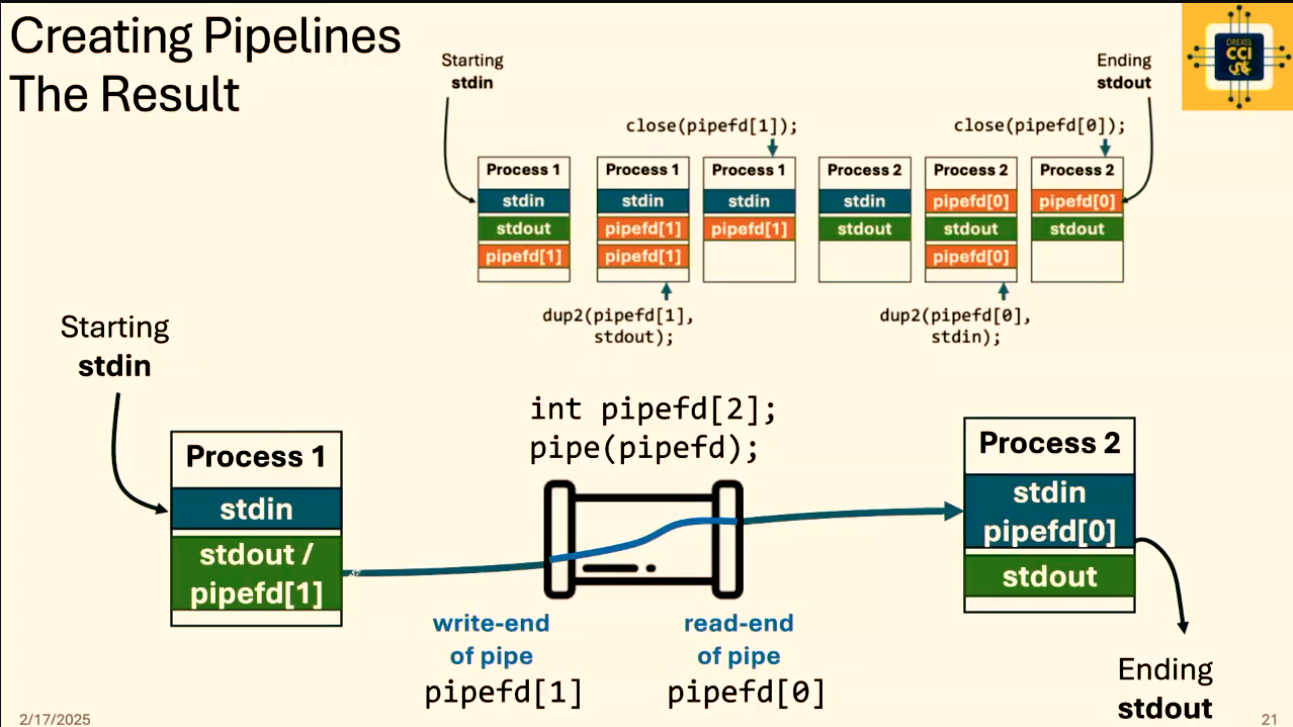 Creating Pipelines
The Result
Starting
stdin
Ending
stdout
DREXEL
CCI
close(pipefd[1]);
close(pipefd[0]);
Process 1
stdin
stdout
pipefd[1]
Process 1
stdin
pipefd[1]
pipefd[1]
Process 1
stdin
pipefd[1]
Process 2
stdin
stdout
Process 2
pipefd[0]
stdout
pipefd[0]
Process 2
pipefd[0]
stdout
dup2(pipefd[1],
stdout);
dup2(pipefd[0],
stdin);
Starting
stdin
Process 1
stdin
stdout /
pipefd[1]
int pipefd[2];
pipe(pipefd);
write-end
of pipe
pipefd[1]
read-end
of pipe
pipefd[0]
Process 2
stdin
pipefd[0]
stdout
Ending
stdout
2/17/2025
21